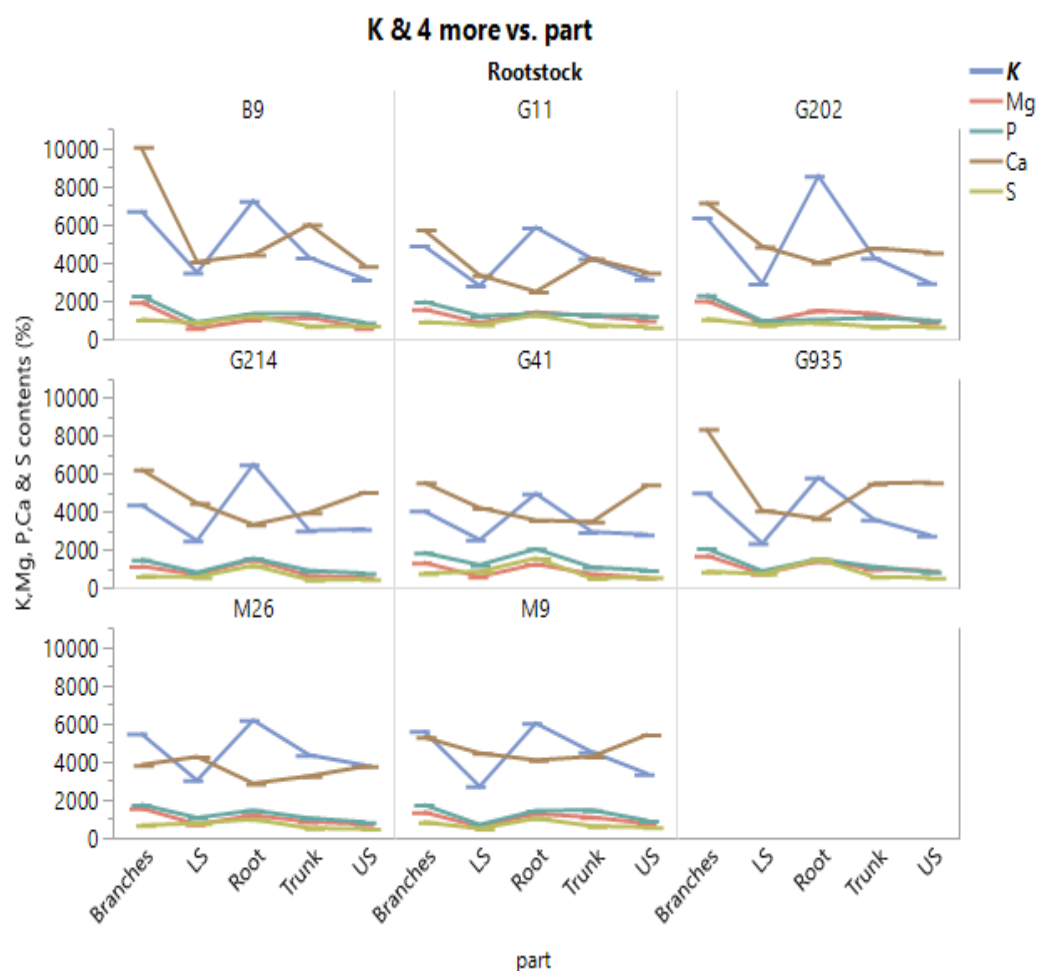 K & 4 more vs. part
Rootstock
K
Mg
P
Ca
S
B9
G11
G202
10000
8000
6000
4000
2000
0
G214
G41
G935
10000
8000
6000
4000
2000
0
M26
M9
10000
8000
6000
4000
2000
0
K,Mg, P,Ca & S contents (%)
Branches
LS
Root
Trunk
US
Branches
LS
Root
Trunk
US
Branches
LS
Root
Trunk
US
part